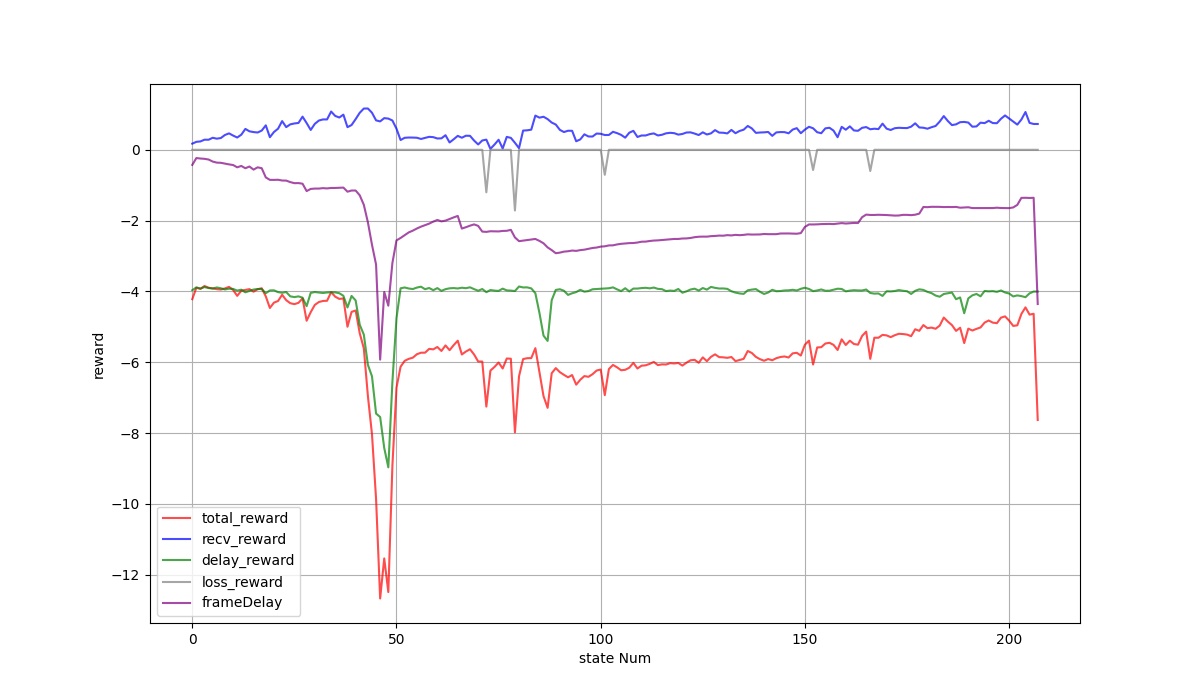 0
−2
−4
−6
−8
−10
−12
reward
total_reward
recv_reward
delay_reward
loss_reward
frameDelay
0 50 100 150 200
state Num